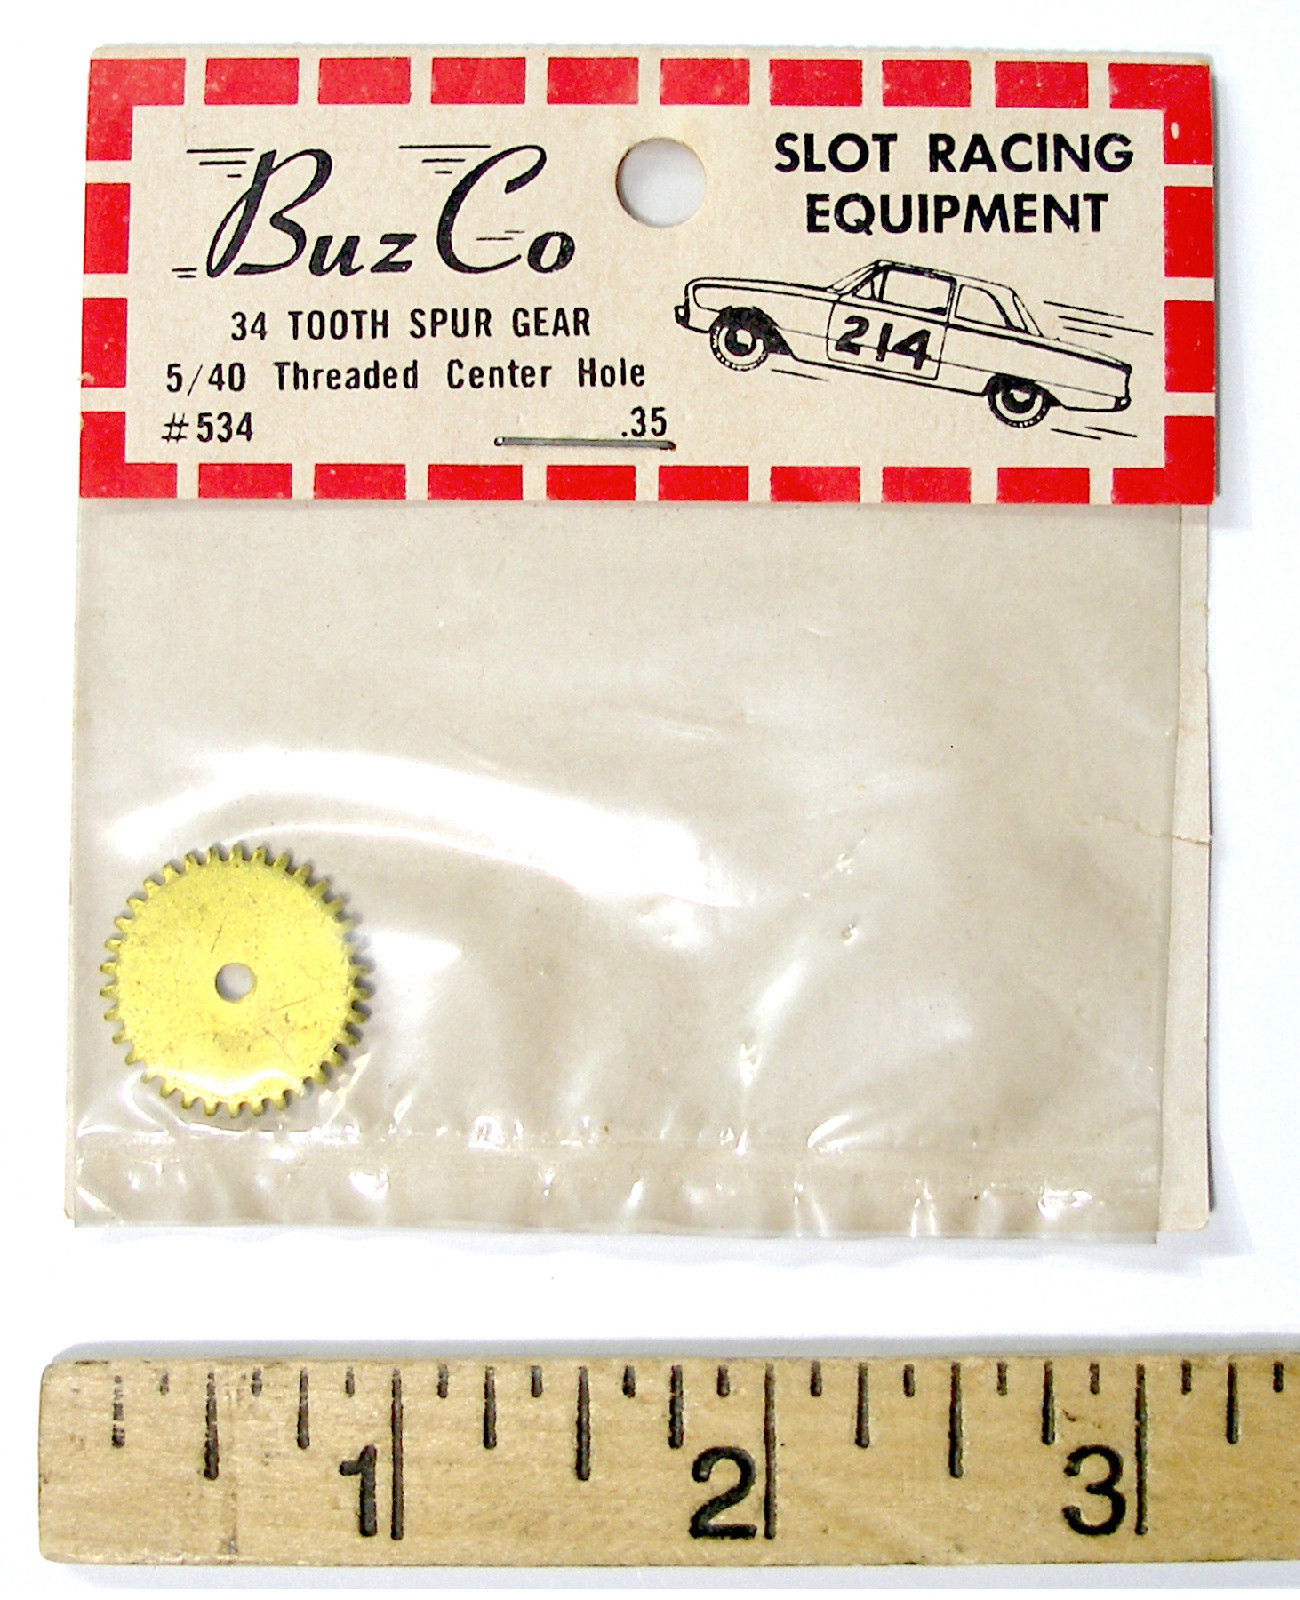 BuzCo
SLOT RACING
EQUIPMENT
34 TOOTH SPUR GEAR
5/40 Threaded Center Hole
#534 .35
214
1 2 3